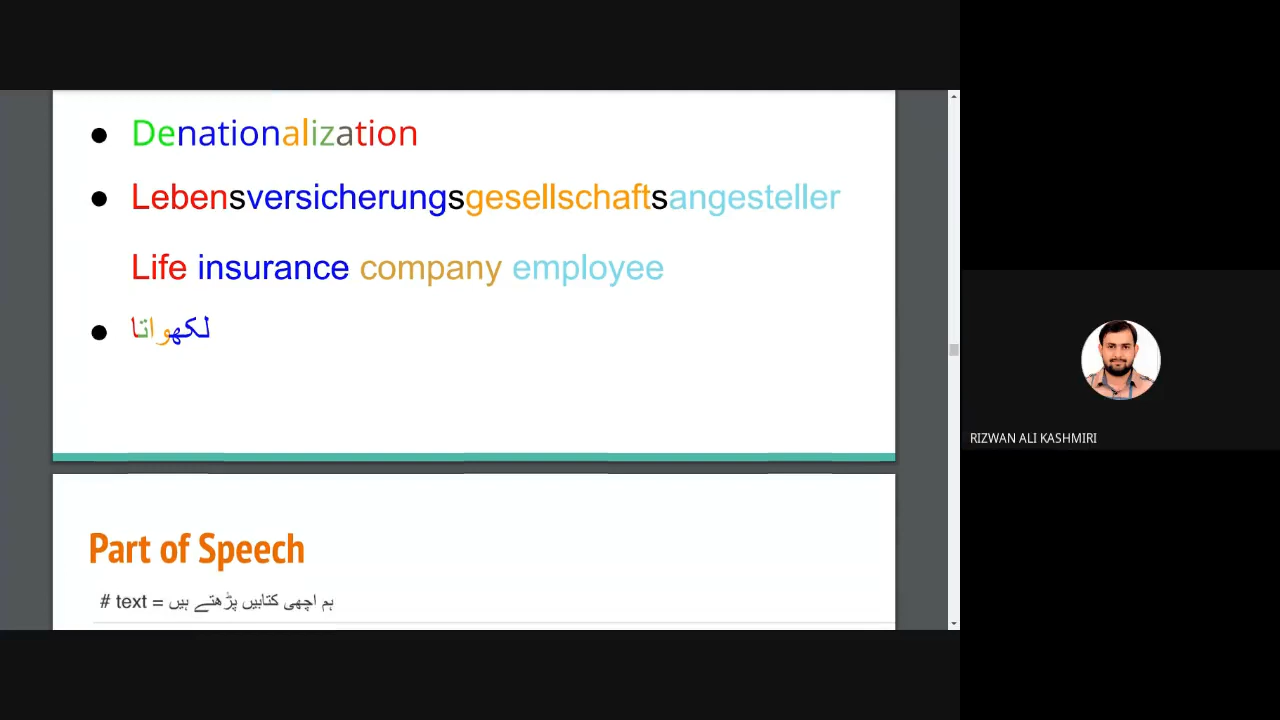 ● Denationalization
● Lebensversicherungsgesellschaftsangesteller
Life insurance company employee
● لکھواتا
Part of Speech
# text = ہم اچھی کتابیں پڑھتے ہیں
RIZWAN ALI KASHMIRI